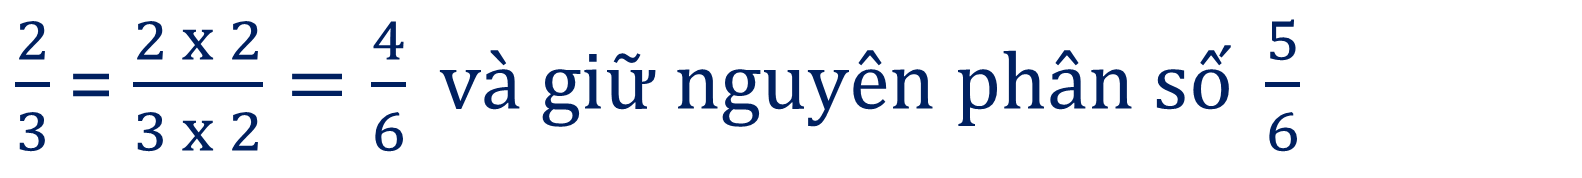 2/3 = 2 x 2 / 3 x 2 = 4/6 và giữ nguyên phân số 5/6